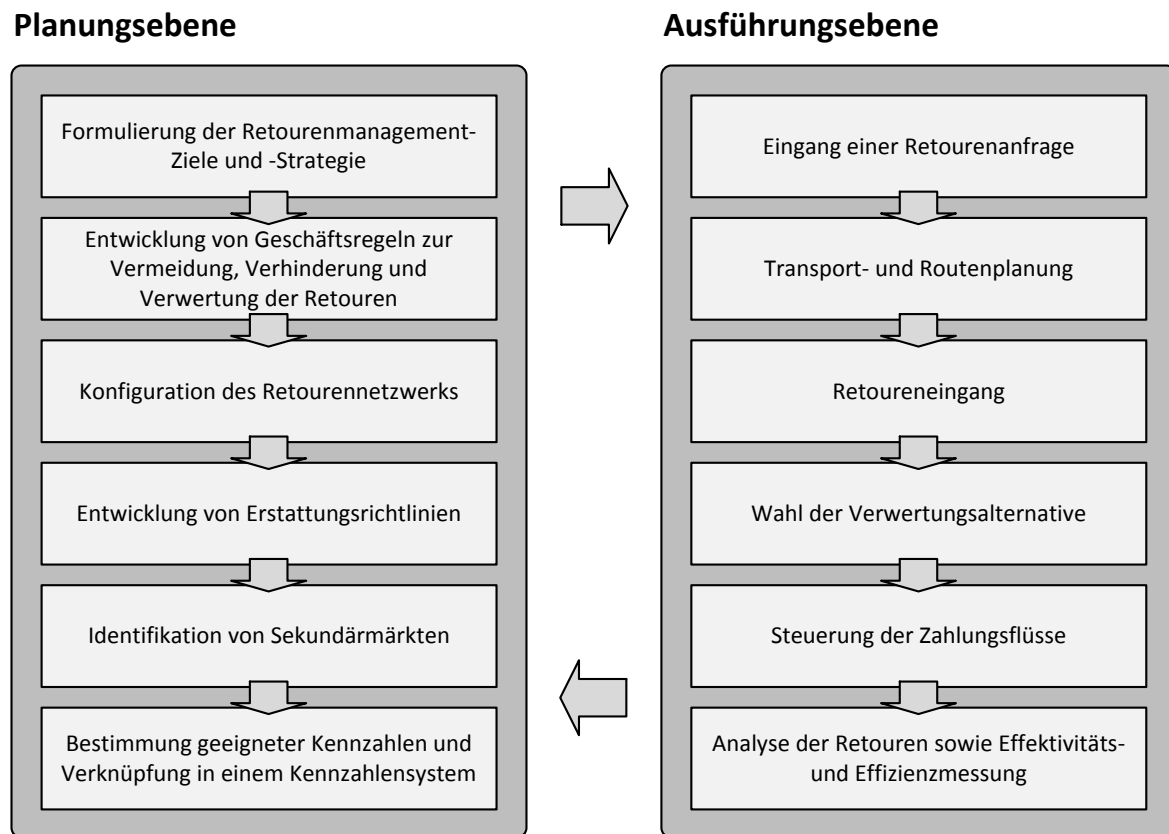 Planungsebene
Formulierung der Retourenmanagement-
Ziele und -Strategie
Entwicklung von Geschäftsregeln zur
Vermeidung, Verhinderung und
Verwertung der Retouren
Konfiguration des Retourennetzwerks
Entwicklung von Erstattungsrichtlinien
Identifikation von Sekundärmärkten
Bestimmung geeigneter Kennzahlen und
Verknüpfung in einem Kennzahlensystem
Ausführungsebene
Eingang einer Retourenanfrage
Transport- und Routenplanung
Retoureneingang
Wahl der Verwertungsalternative
Steuerung der Zahlungsflüsse
Analyse der Retouren sowie Effektivitäts-
und Effizienzmessung